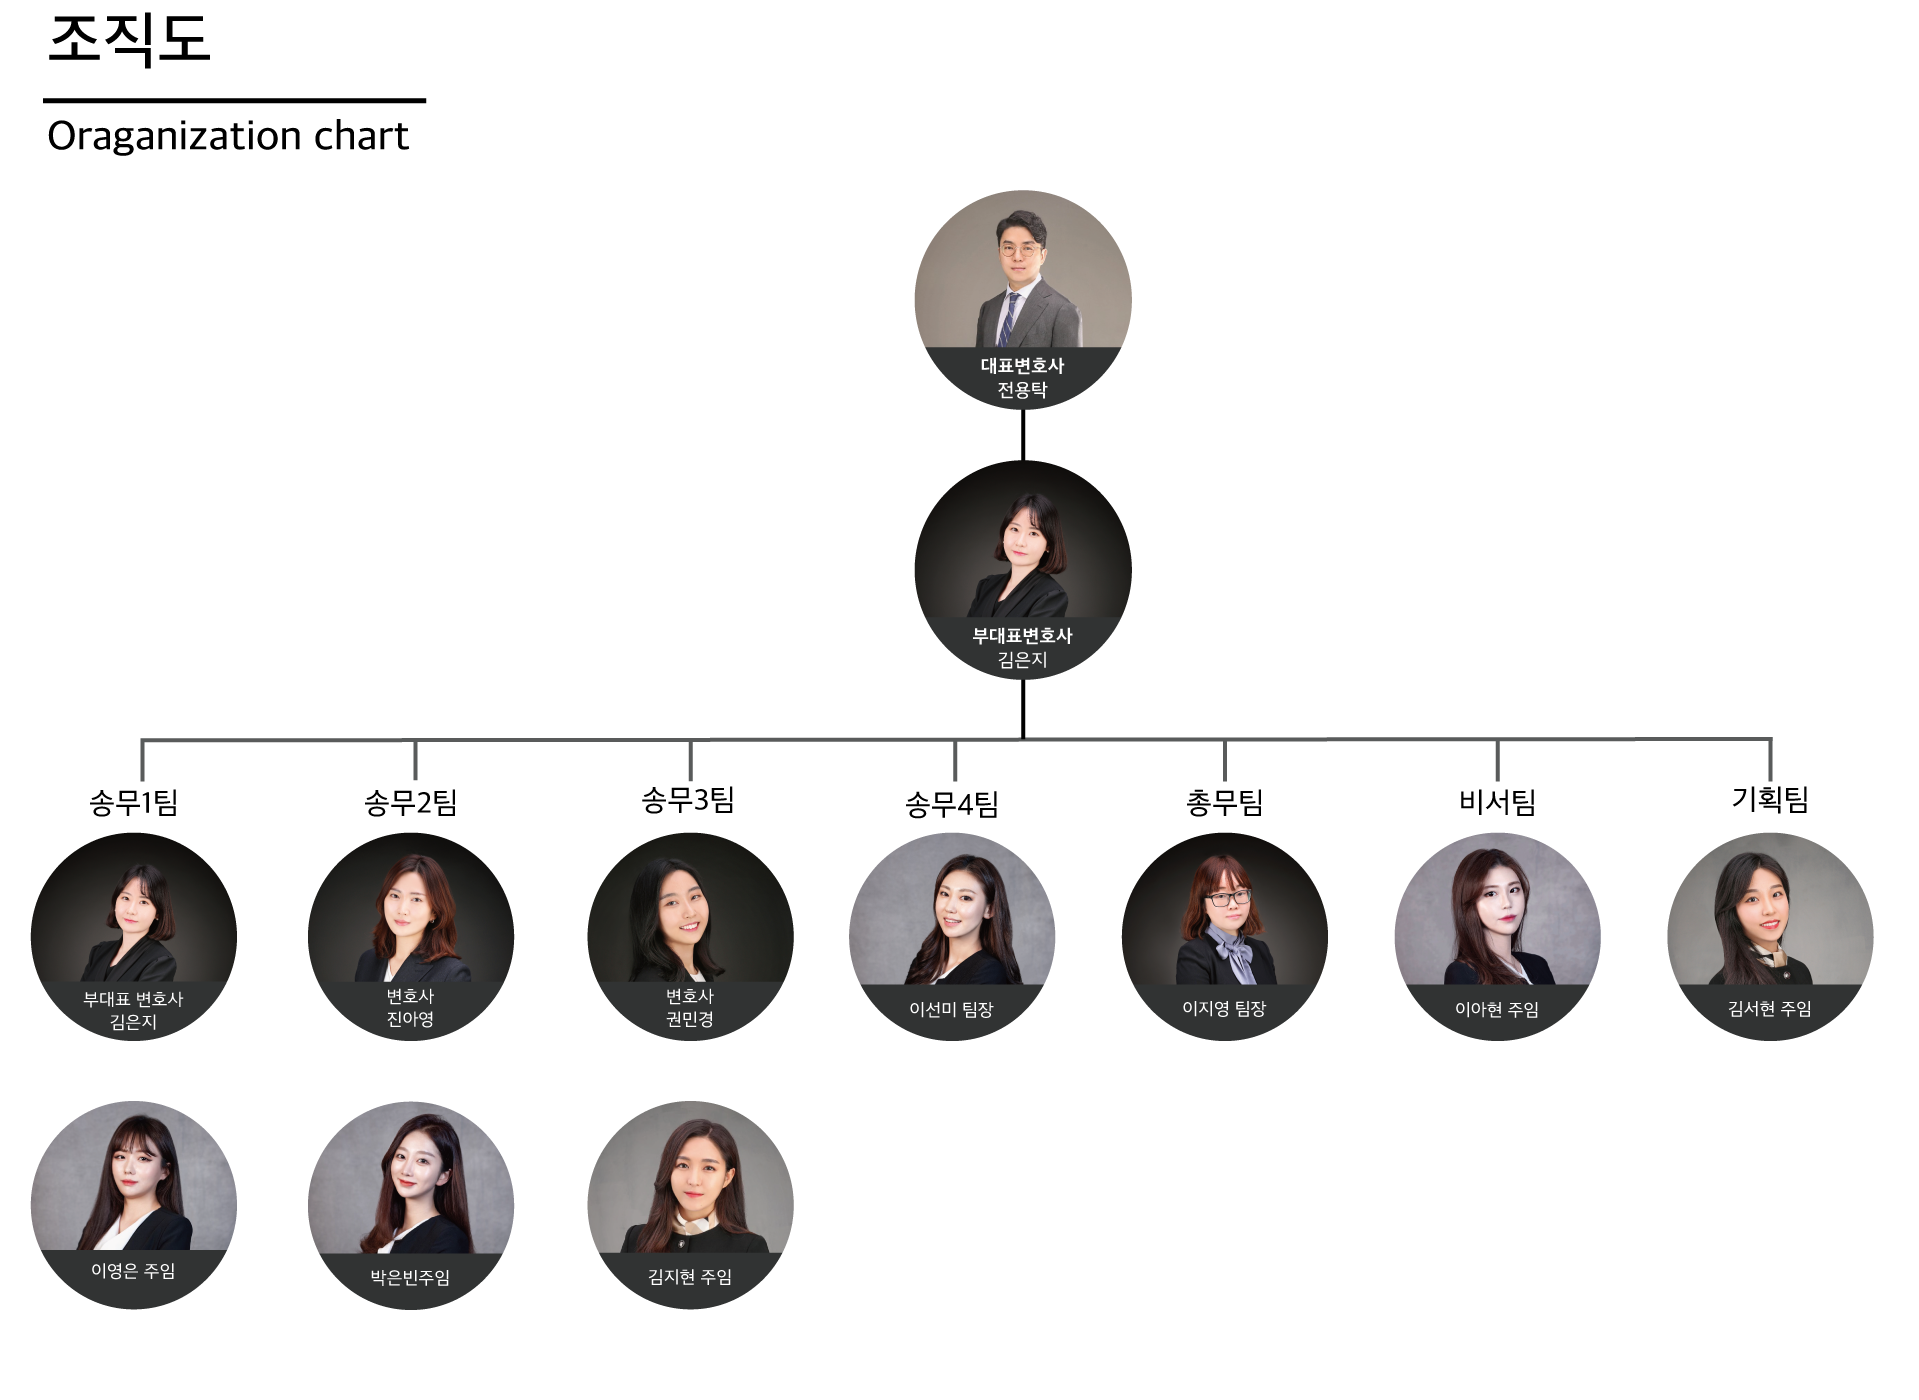 조직도
Oraganization chart
대표변호사
전용탁
부대표변호사
김은지
송무1팀
송무2팀
송무3팀
송무4팀
총무팀
비서팀
기획팀
부대표 변호사
김은지
변호사
진아영
변호사
권민경
이선미 팀장
이지영 팀장
이아현 주임
김서현 주임
이영은 주임
박은빈주임
김지현 주임